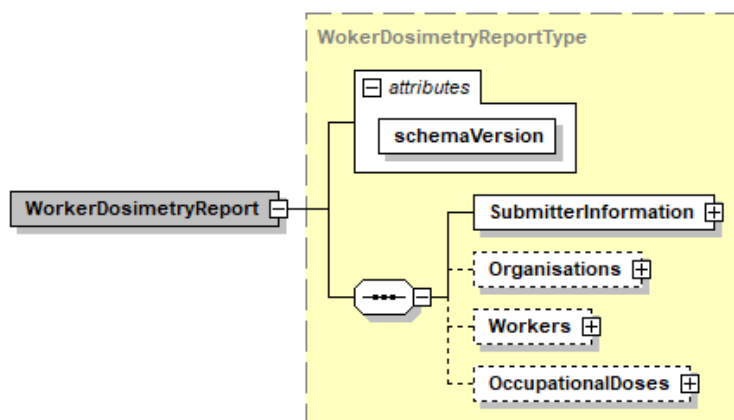 WokerDosimetryReportType
attributes
schemaVersion
WorkerDosimetryReport
SubmitterInformation
Organisations
Workers
OccupationalDoses